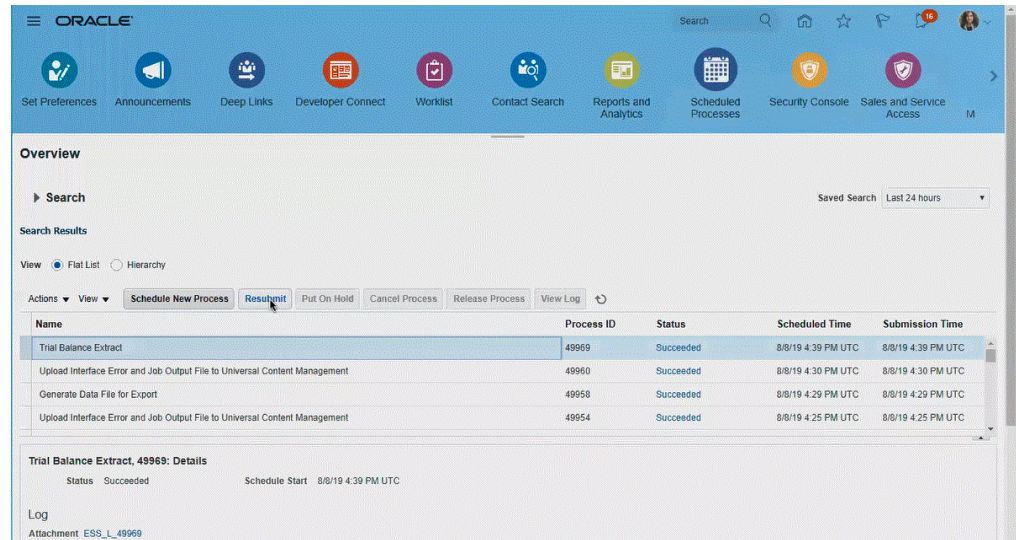 ORACLE
Search
16
Set Preferences
Announcements
Deep Links
Developer Connect
Worklist
Contact Search
Reports and
Analytics
Scheduled
Processes
Security Console
Sales and Service
Access
M
Overview
Search
Saved Search Last 24 hours
Search Results
View Flat List Hierarchy
Actions View Schedule New Process Resubmit Put On Hold Cancel Process Release Process View Log
Name Process ID Status Scheduled Time Submission Time
Trial Balance Extract 49969 Succeeded 8/8/19 4:39 PM UTC 8/8/19 4:39 PM UTC
Upload Interface Error and Job Output File to Universal Content Management 49960 Succeeded 8/8/19 4:30 PM UTC 8/8/19 4:30 PM UTC
Generate Data File for Export 49958 Succeeded 8/8/19 4:29 PM UTC 8/8/19 4:29 PM UTC
Upload Interface Error and Job Output File to Universal Content Management 49954 Succeeded 8/8/19 4:25 PM UTC 8/8/19 4:25 PM UTC
Trial Balance Extract, 49969: Details
Status Succeeded Schedule Start 8/8/19 4:39 PM UTC
Log
Attachment ESS_L_49969